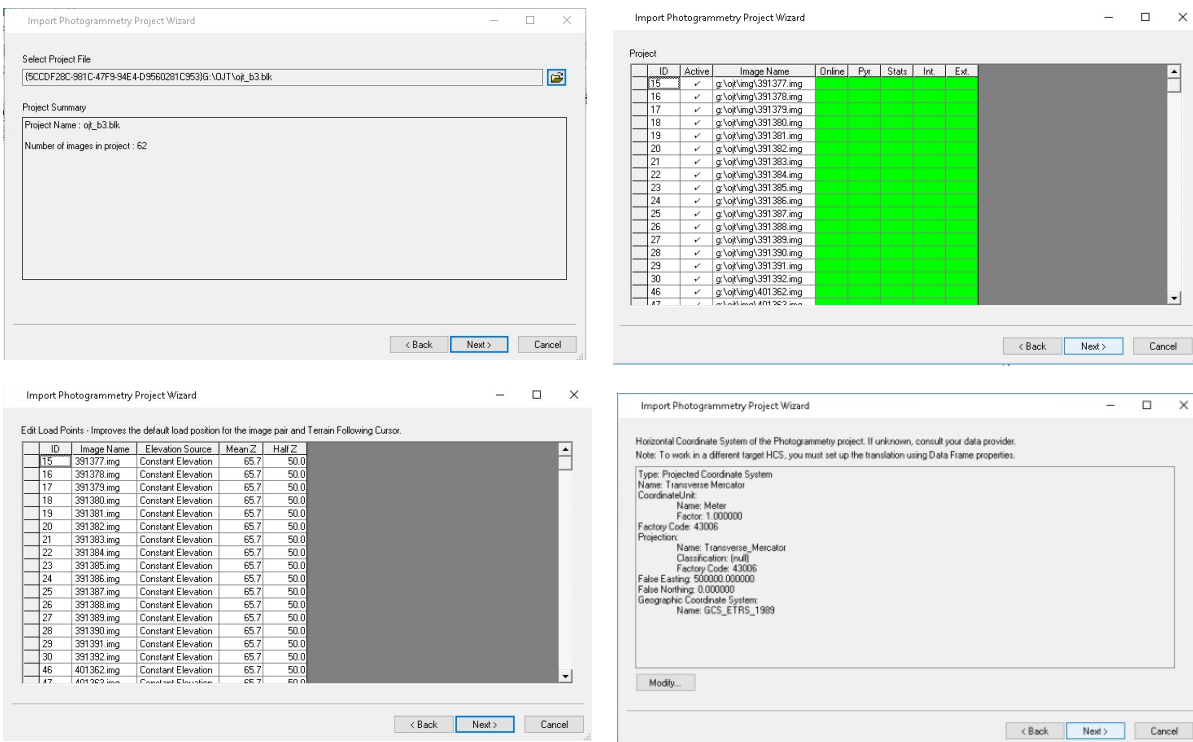 Import Photogrammetry Project Wizard
Select Project File
{5CCDF28C-981C-47F9-94E4-D9560281C953}G:\OJT\ojt_b3.blk
Project Summary
Project Name : ojt_b3.blk
Number of images in project : 62
< Back Next > Cancel
Import Photogrammetry Project Wizard
Project
ID Active Image Name Online Pyr Stats Int. Ext.
15 ✓ g:\ojt\img\391377.img
16 ✓ g:\ojt\img\391378.img
17 ✓ g:\ojt\img\391379.img
18 ✓ g:\ojt\img\391380.img
19 ✓ g:\ojt\img\391381.img
20 ✓ g:\ojt\img\391382.img
21 ✓ g:\ojt\img\391383.img
22 ✓ g:\ojt\img\391384.img
23 ✓ g:\ojt\img\391385.img
24 ✓ g:\ojt\img\391386.img
25 ✓ g:\ojt\img\391387.img
26 ✓ g:\ojt\img\391388.img
27 ✓ g:\ojt\img\391389.img
28 ✓ g:\ojt\img\391390.img
29 ✓ g:\ojt\img\391391.img
30 ✓ g:\ojt\img\391392.img
46 ✓ g:\ojt\img\401362.img
< Back Next > Cancel
Import Photogrammetry Project Wizard
Edit Load Points - Improves the default load position for the image pair and Terrain Following Cursor.
ID Image Name Elevation Source Mean Z Half Z
15 391377.img Constant Elevation 65.7 50.0
16 391378.img Constant Elevation 65.7 50.0
17 391379.img Constant Elevation 65.7 50.0
18 391380.img Constant Elevation 65.7 50.0
19 391381.img Constant Elevation 65.7 50.0
20 391382.img Constant Elevation 65.7 50.0
21 391383.img Constant Elevation 65.7 50.0
22 391384.img Constant Elevation 65.7 50.0
23 391385.img Constant Elevation 65.7 50.0
24 391386.img Constant Elevation 65.7 50.0
25 391387.img Constant Elevation 65.7 50.0
26 391388.img Constant Elevation 65.7 50.0
27 391389.img Constant Elevation 65.7 50.0
28 391390.img Constant Elevation 65.7 50.0
29 391391.img Constant Elevation 65.7 50.0
30 391392.img Constant Elevation 65.7 50.0
46 401362.img Constant Elevation 65.7 50.0
< Back Next > Cancel
Import Photogrammetry Project Wizard
Horizontal Coordinate System of the Photogrammetry project. If unknown, consult your data provider.
Note: To work in a different target HCS, you must set up the translation using Data Frame properties.
Type: Projected Coordinate System
Name: Transverse Mercator
CoordinateUnit:
Name: Meter
Factor: 1.000000
Factory Code: 43006
Projection:
Name: Transverse_Mercator
Classification: (null)
Factory Code: 43006
False Easting: 500000.000000
False Northing: 0.000000
Geographic Coordinate System:
Name: GCS_ETRS_1989
Modify...
< Back Next > Cancel